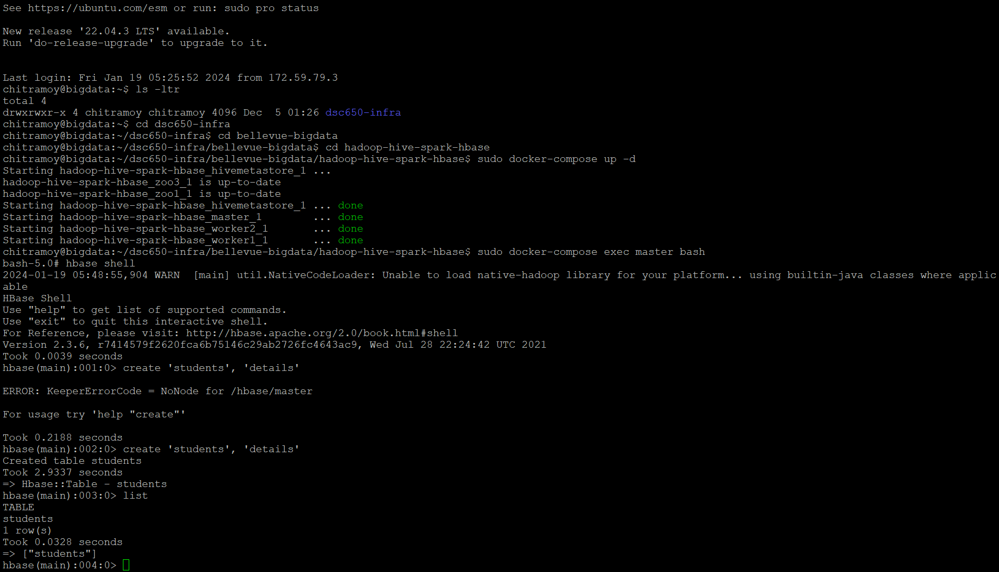 See https://ubuntu.com/esm or run: sudo pro status
New release '22.04.3 LTS' available.
Run 'do-release-upgrade' to upgrade to it.
Last login: Fri Jan 19 05:25:52 2024 from 172.59.79.3
chitramoy@bigdata:~$ ls -ltr
total 4
drwxrwxr-x 4 chitramoy chitramoy 4096 Dec  5 01:26 dsc650-infra
chitramoy@bigdata:~$ cd dsc650-infra
chitramoy@bigdata:~/dsc650-infra$ cd bellevue-bigdata
chitramoy@bigdata:~/dsc650-infra/bellevue-bigdata$ cd hadoop-hive-spark-hbase
chitramoy@bigdata:~/dsc650-infra/bellevue-bigdata/hadoop-hive-spark-hbase$ sudo docker-compose up -d
Starting hadoop-hive-spark-hbase_hivemetastore_1 ...
hadoop-hive-spark-hbase_zoo3_1 is up-to-date
hadoop-hive-spark-hbase_zoo1_1 is up-to-date
Starting hadoop-hive-spark-hbase_hivemetastore_1 ... done
Starting hadoop-hive-spark-hbase_master_1        ... done
Starting hadoop-hive-spark-hbase_worker2_1       ... done
Starting hadoop-hive-spark-hbase_worker1_1       ... done
chitramoy@bigdata:~/dsc650-infra/bellevue-bigdata/hadoop-hive-spark-hbase$ sudo docker-compose exec master bash
bash-5.0# hbase shell
2024-01-19 05:48:55,904 WARN  [main] util.NativeCodeLoader: Unable to load native-hadoop library for your platform... using builtin-java classes where applic
able
HBase Shell
Use "help" to get list of supported commands.
Use "exit" to quit this interactive shell.
For Reference, please visit: http://hbase.apache.org/2.0/book.html#shell
Version 2.3.6, r7414579f2620fca6b75146c29ab2726fc4643ac9, Wed Jul 28 22:24:42 UTC 2021
Took 0.0039 seconds
hbase(main):001:0> create 'students', 'details'
ERROR: KeeperErrorCode = NoNode for /hbase/master
For usage try 'help "create"'
Took 0.2188 seconds
hbase(main):002:0> create 'students', 'details'
Created table students
Took 2.9337 seconds
=> Hbase::Table - students
hbase(main):003:0> list
TABLE
students
1 row(s)
Took 0.0328 seconds
=> ["students"]
hbase(main):004:0>